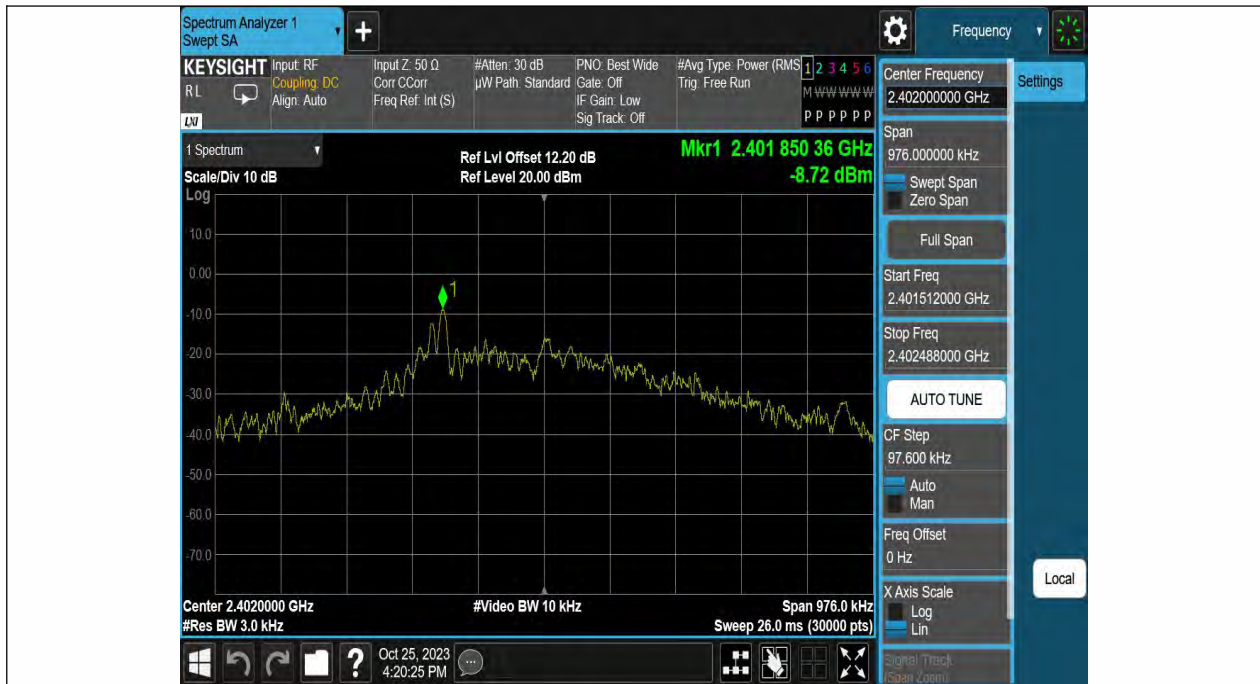 Spectrum Analyzer 1
Swept SA
Frequency
KEYSIGHT
RL
LXI
Input: RF
Coupling: DC
Align: Auto
Input Z: 50 Ω
Corr CCorr
Freq Ref: Int (S)
#Atten: 30 dB
µW Path: Standard
PNO: Best Wide
Gate: Off
IF Gain: Low
Sig Track: Off
#Avg Type: Power (RMS
Trig: Free Run
1 2 3 4 5 6
M W W W W W
P P P P P P
Center Frequency
2.402000000 GHz
Settings
Span
976.000000 kHz
Swept Span
Zero Span
Full Span
Start Freq
2.401512000 GHz
Stop Freq
2.402488000 GHz
AUTO TUNE
CF Step
97.600 kHz
Auto
Man
Freq Offset
0 Hz
X Axis Scale
Log
Lin
Signal Track
(Span Zoom)
Local
1 Spectrum
Scale/Div 10 dB
Log
Ref Lvl Offset 12.20 dB
Ref Level 20.00 dBm
Mkr1 2.401 850 36 GHz
-8.72 dBm
10.0
0.00
-10.0
-20.0
-30.0
-40.0
-50.0
-60.0
-70.0
1
Center 2.4020000 GHz
#Res BW 3.0 kHz
#Video BW 10 kHz
Span 976.0 kHz
Sweep 26.0 ms (30000 pts)
?
Oct 25, 2023
4:20:25 PM